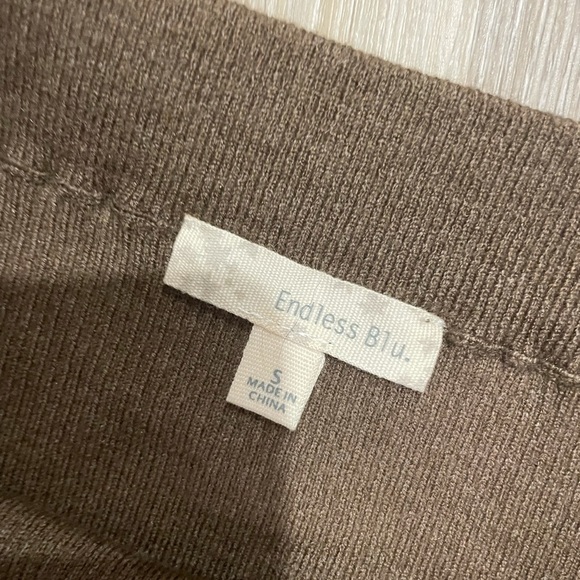 Endless Blu.
S
MADE IN
CHINA